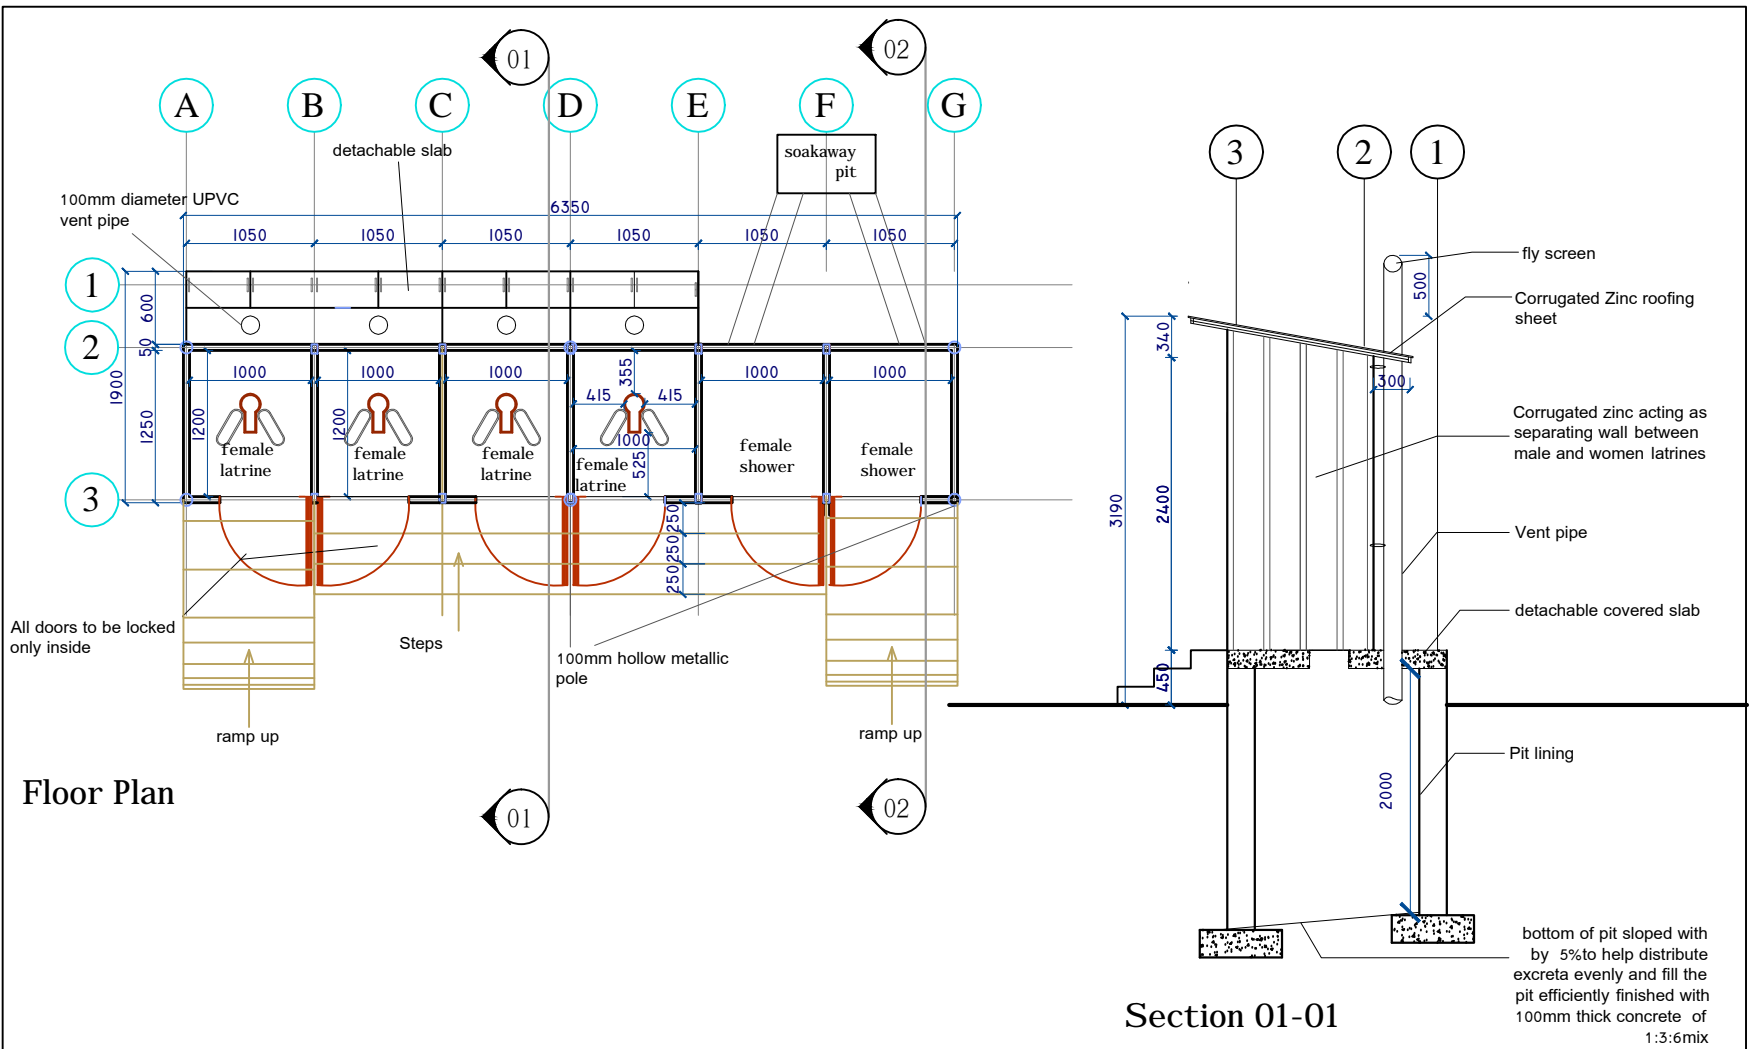 01
02
A
B
C
D
E
F
G
3
2
1
detachable slab
soakaway
pit
100mm diameter UPVC
vent pipe
6350
1050
1050
1050
1050
1050
1050
fly screen
500
Corrugated Zinc roofing
sheet
1
2
3
600
50
1900
1250
340
300
3190
2400
450
2000
1000
1000
1000
1000
1000
355
415
415
1000
525
1200
1200
female
latrine
female
latrine
female
latrine
female
latrine
female
shower
female
shower
Corrugated zinc acting as
separating wall between
male and women latrines
250
250
250
Vent pipe
detachable covered slab
All doors to be locked
only inside
Steps
100mm hollow metallic
pole
ramp up
ramp up
Pit lining
Floor Plan
01
02
bottom of pit sloped with
by 5%to help distribute
excreta evenly and fill the
pit efficiently finished with
100mm thick concrete of
1:3:6mix
Section 01-01